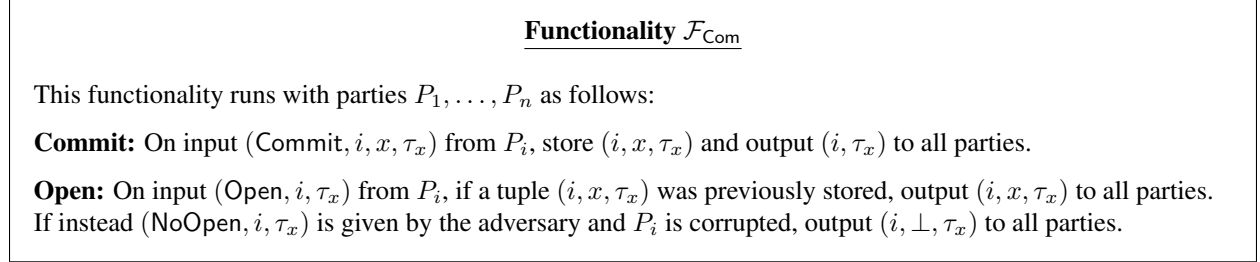 Functionality F_Com
This functionality runs with parties P_1, . . . , P_n as follows:
Commit: On input (Commit, i, x, τ_x) from P_i, store (i, x, τ_x) and output (i, τ_x) to all parties.
Open: On input (Open, i, τ_x) from P_i, if a tuple (i, x, τ_x) was previously stored, output (i, x, τ_x) to all parties.
If instead (NoOpen, i, τ_x) is given by the adversary and P_i is corrupted, output (i, ⊥, τ_x) to all parties.